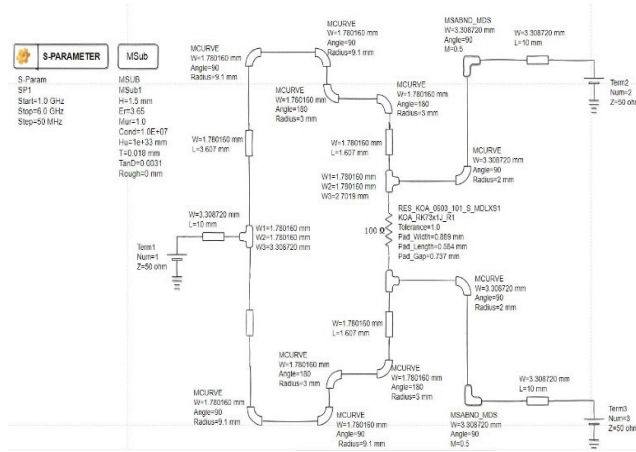 S-PARAMETER
S-Param
SP1
Start=1.0 GHz
Stop=6.0 GHz
Step=50 MHz
MSub
MSUB
MSub1
H=1.5 mm
Er=3.65
Mur=1.0
Cond=1.0E+07
Hu=1e+33 mm
T=0.018 mm
TanD=0.0031
Rough=0 mm
MCURVE
W=1.780160 mm
Angle=90
Radius=9.1 mm
MCURVE
W=1.780160 mm
Angle=90
Radius=9.1 mm
MCURVE
W=1.780160 mm
Angle=180
Radius=3 mm
MCURVE
W=1.780160 mm
Angle=180
Radius=3 mm
MSABND_MDS
W=3.308720 mm
Angle=90
M=0.5
W=3.308720 mm
L=10 mm
Term2
Num=2
Z=50 ohm
W=1.780160 mm
L=3.607 mm
W=1.780160 mm
L=1.607 mm
MCURVE
W=3.308720 mm
Angle=90
Radius=2 mm
W1=1.780160 mm
W2=1.780160 mm
W3=2.7019 mm
RES_KOA_0603_101_S_MDLXS1
KOA_RK73x1J_R1
Tolerance=1.0
Pad_Width=0.889 mm
Pad_Length=0.584 mm
Pad_Gap=0.737 mm
100 Ω
W=3.308720 mm
L=10 mm
Term1
Num=1
Z=50 ohm
W1=1.780160 mm
W2=1.780160 mm
W3=3.308720 mm
MCURVE
W=3.308720 mm
Angle=90
Radius=2 mm
W=1.780160 mm
L=1.607 mm
MCURVE
W=1.780160 mm
Angle=180
Radius=3 mm
MCURVE
W=1.780160 mm
Angle=180
Radius=3 mm
MCURVE
W=1.780160 mm
Angle=90
Radius=9.1 mm
MCURVE
W=1.780160 mm
Angle=90
Radius=9.1 mm
MSABND_MDS
W=3.308720 mm
Angle=90
M=0.5
W=3.308720 mm
L=10 mm
Term3
Num=3
Z=50 ohm